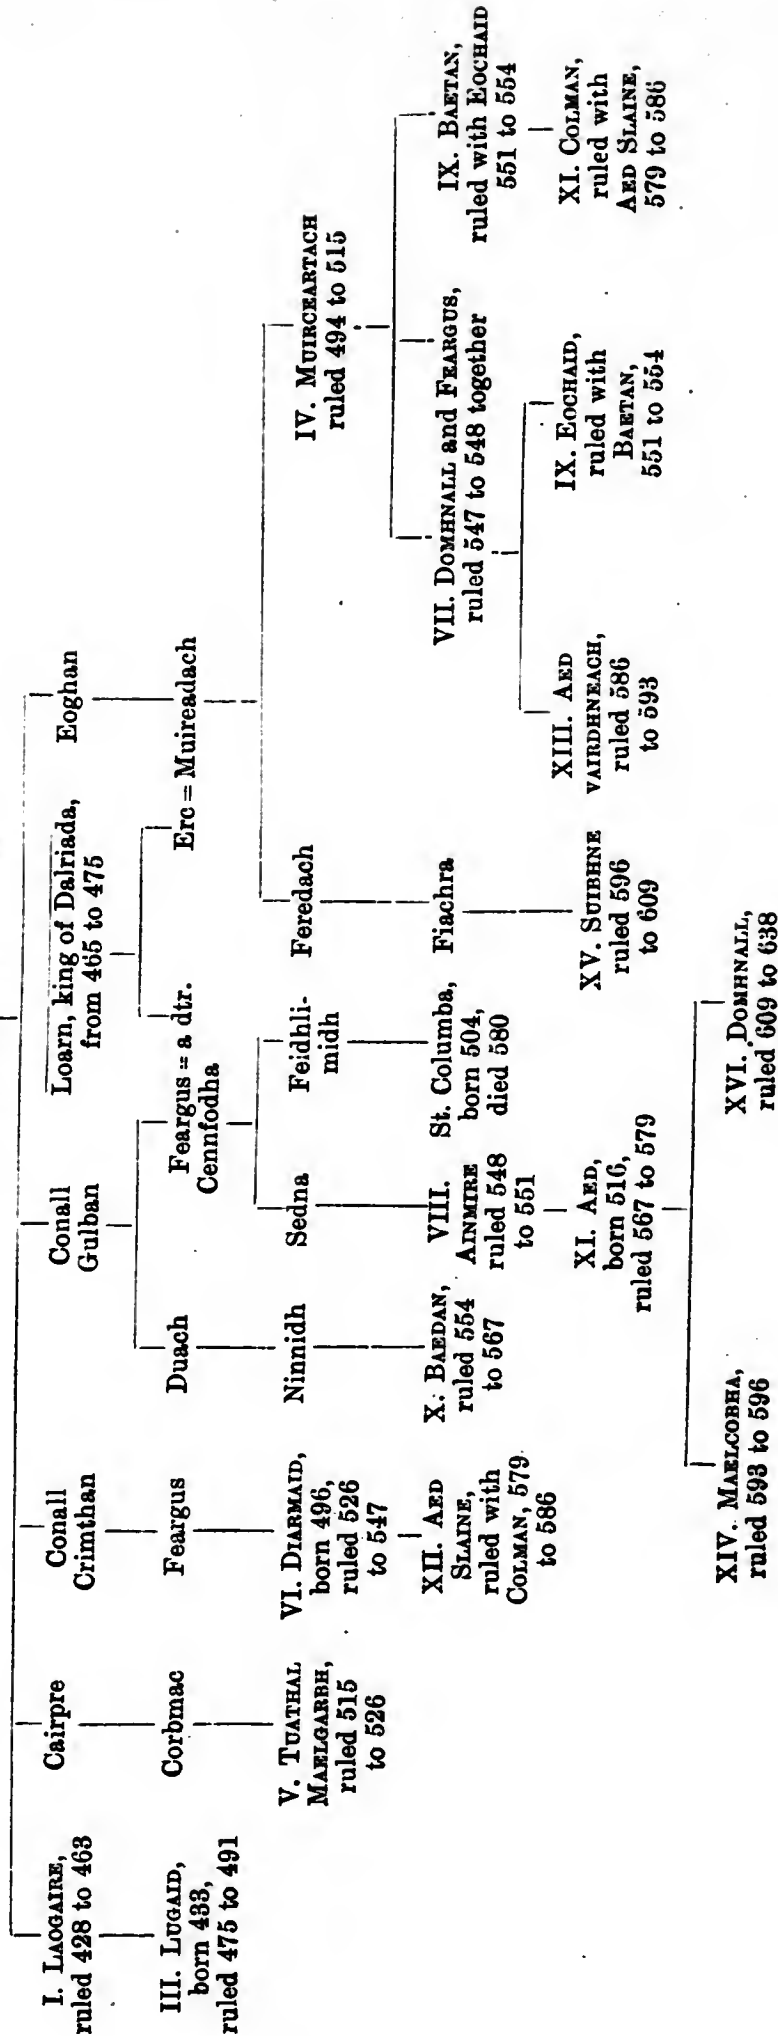 Cairpre
Conall
Gulban
Loarn, king of Dalriada,
from 465 to 475
Eoghan
I. LAOGAIRE,
ruled 428 to 463
Conall
Crimthan
III. LUGAID,
born 433,
ruled 475 to 491
Corbmac
Feargus
Duach
Feargus = a dtr.
Cennfodha
Erc = Muireadach
V. TUATHAL
MAELGARBH,
ruled 515
to 526
VI. DIARMAID,
born 496,
ruled 526
to 547
Ninnidh
Sedna
Feidhli-
midh
Feredach
IV. MUIRCEARTACH
ruled 494 to 515
XII. AED
SLAINE,
ruled with
COLMAN, 579
to 586
X. BAEDAN,
ruled 554
to 567
VIII.
AINMIRE
ruled 548
to 551
St. Columba,
born 504,
died 580
Fiachra
VII. DOMHNALL and FEARGUS,
ruled 547 to 548 together
IX. BAETAN,
ruled with EOCHAID
551 to 554
XI. AED,
born 516,
ruled 567 to 579
XV. SUIBHNE
ruled 596
to 609
XIII. AED
VAIRDHNEACH,
ruled 586
to 593
IX. EOCHAID,
ruled with
BAETAN,
551 to 554
XI. COLMAN,
ruled with
AED SLAINE,
579 to 586
XIV. MAELCOBHA,
ruled 593 to 596
XVI. DOMHNALL,
ruled 609 to 638